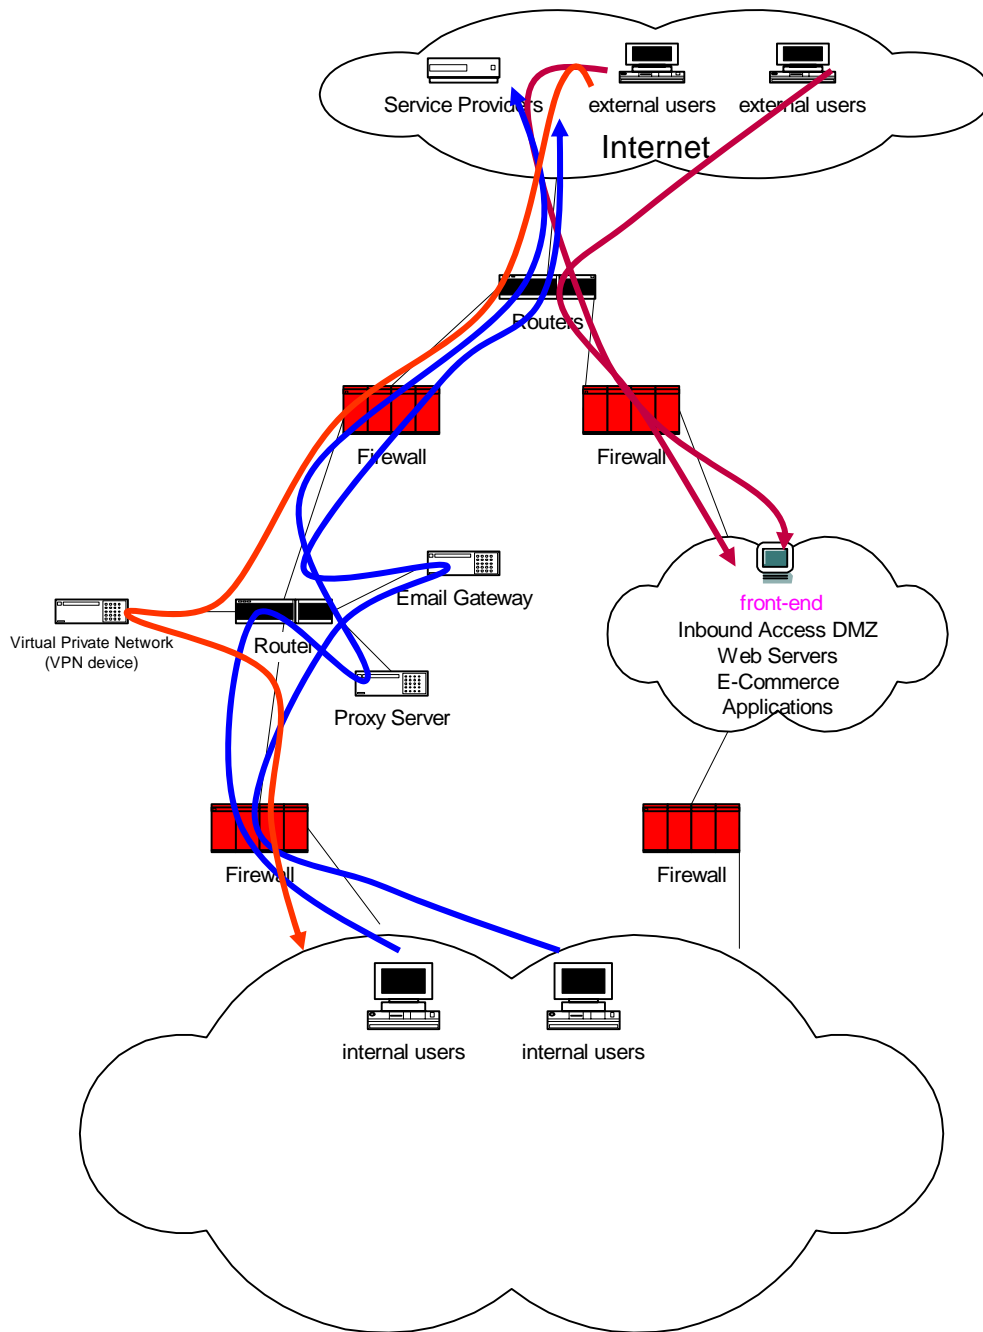 Service Providers
external users
external users
Internet
Routers
Firewall
Firewall
Email Gateway
Virtual Private Network
(VPN device)
Router
Proxy Server
front-end
Inbound Access DMZ
Web Servers
E-Commerce
Applications
Firewall
Firewall
internal users
internal users